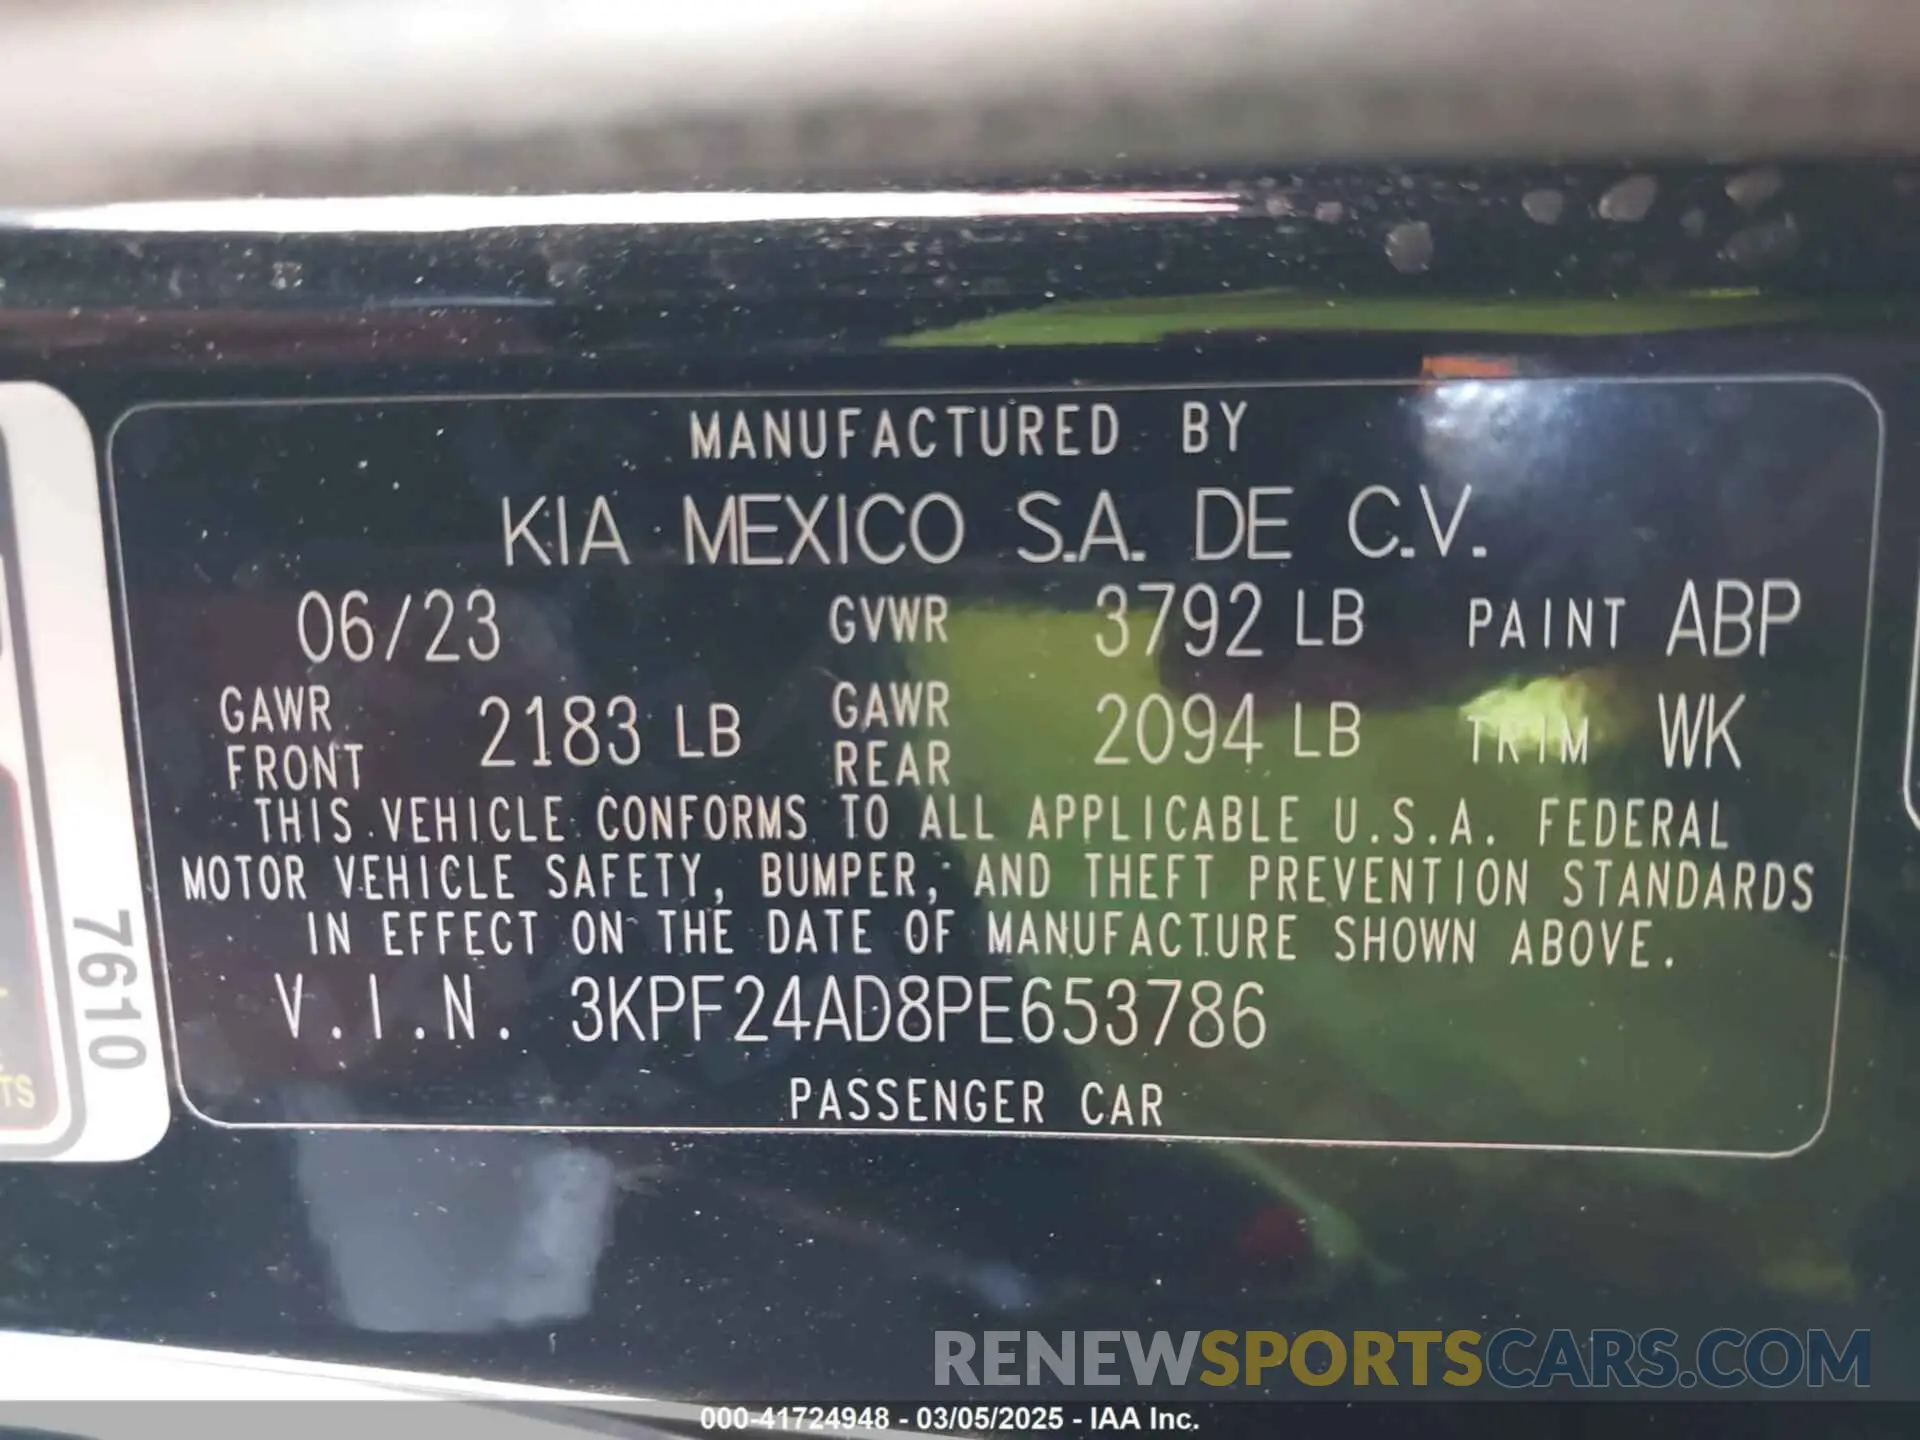 MANUFACTURED BY
KIA MEXICO S.A. DE C.V.
06/23 GVWR 3792 LB PAINT ABP
GAWR FRONT 2183 LB GAWR REAR 2094 LB TRIM WK
THIS VEHICLE CONFORMS TO ALL APPLICABLE U.S.A. FEDERAL
MOTOR VEHICLE SAFETY, BUMPER, AND THEFT PREVENTION STANDARDS
IN EFFECT ON THE DATE OF MANUFACTURE SHOWN ABOVE.
V.I.N. 3KPF24AD8PE653786
PASSENGER CAR
7610
RENEWSPORTSCARS.COM
000-41724948 - 03/05/2025 - IAA Inc.